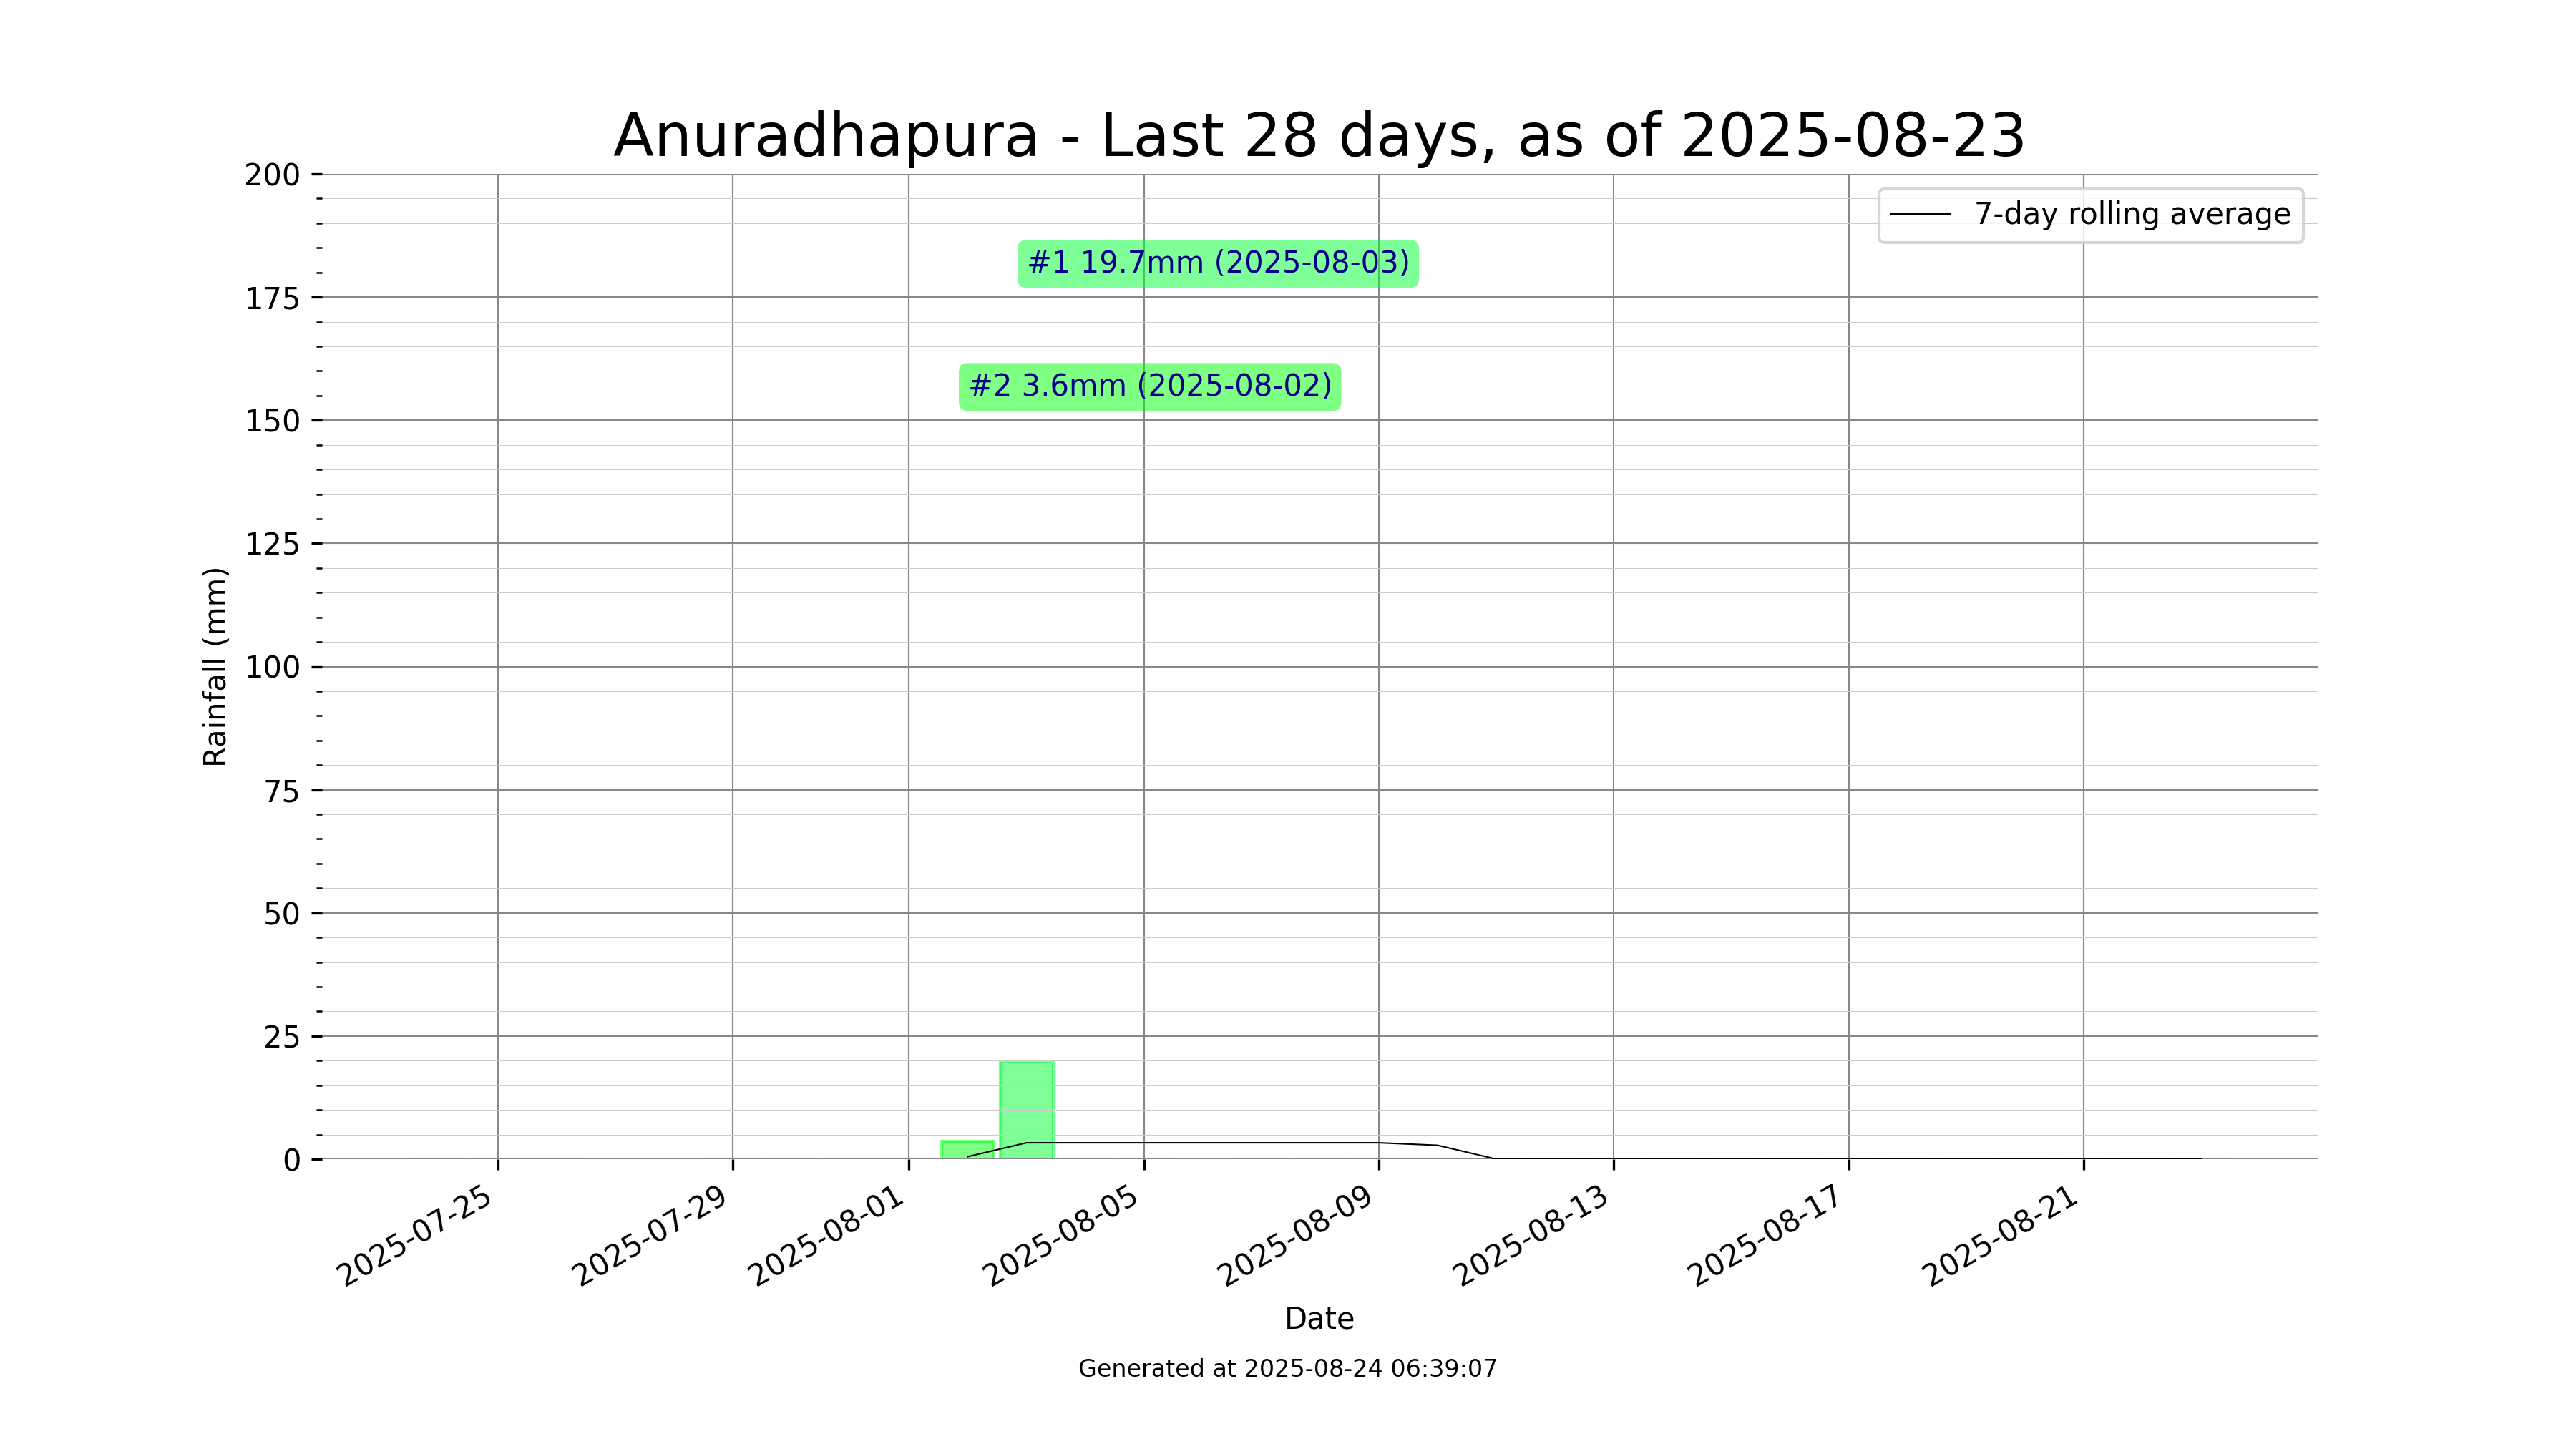 Anuradhapura - Last 28 days, as of 2025-08-23
7-day rolling average
#1 19.7mm (2025-08-03)
#2 3.6mm (2025-08-02)
Rainfall (mm)
200
175
150
125
100
75
50
25
0
2025-07-25
2025-07-29
2025-08-01
2025-08-05
2025-08-09
2025-08-13
2025-08-17
2025-08-21
Date
Generated at 2025-08-24 06:39:07